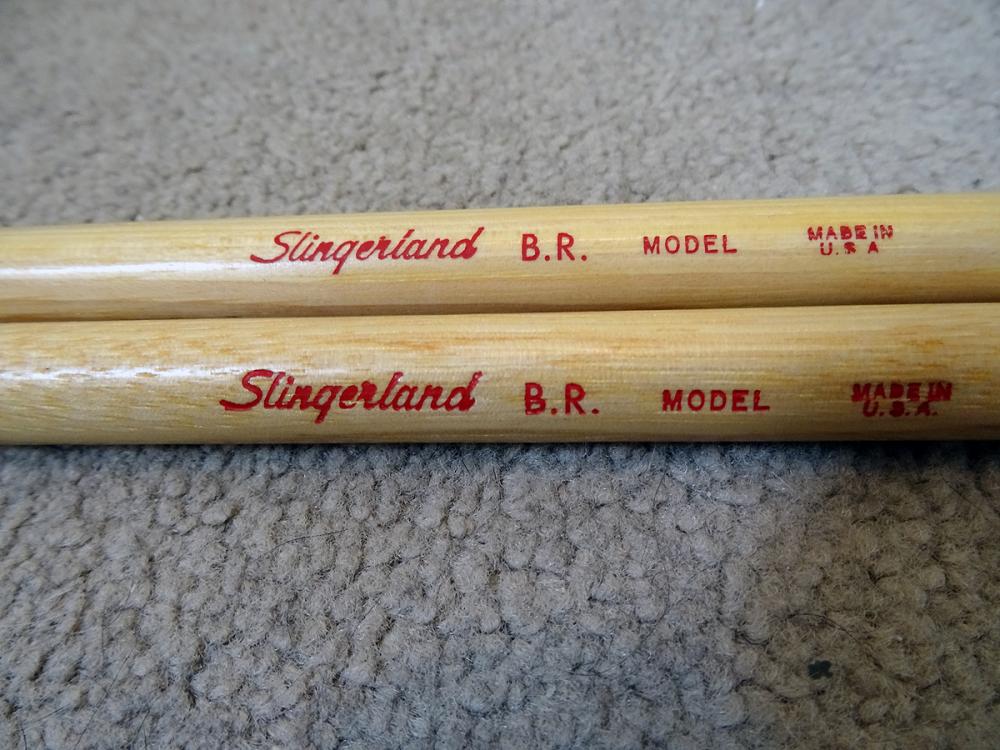 Slingerland B.R. MODEL MADE IN
U.S.A
Slingerland B.R. MODEL MADE IN
U.S.A.